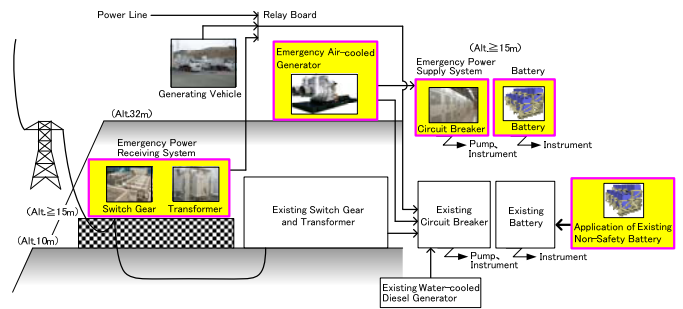 Power Line
Relay Board
(Alt.≧15m)
Emergency Air-cooled
Generator
Emergency Power
Supply System
Battery
Generating Vehicle
Circuit Breaker
Battery
(Alt.32m)
Pump、
Instrument
Instrument
Emergency Power
Receiving System
Switch Gear
Transformer
(Alt.≧15m)
(Alt.10m)
Existing Switch Gear
and Transformer
Existing
Circuit Breaker
Existing
Battery
Application of Existing
Non-Safety Battery
Pump、
Instrument
Instrument
Existing Water-cooled
Diesel Generator